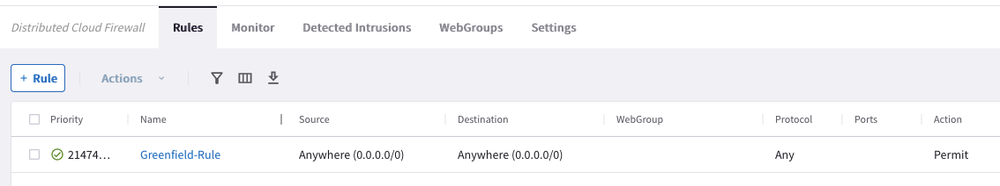 Distributed Cloud Firewall Rules Monitor Detected Intrusions WebGroups Settings
+ Rule Actions
Priority Name Source Destination WebGroup Protocol Ports Action
21474... Greenfield-Rule Anywhere (0.0.0.0/0) Anywhere (0.0.0.0/0) Any Permit